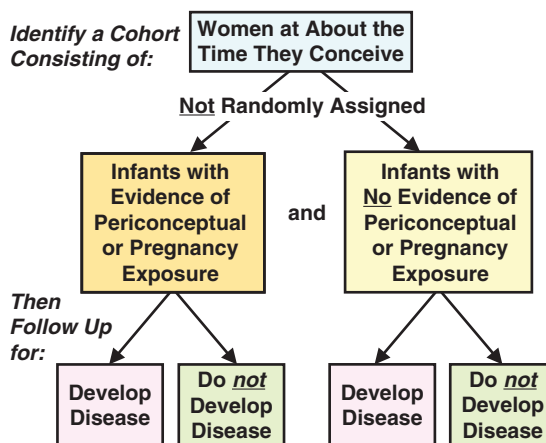 Identify a Cohort
Consisting of:
Women at About the
Time They Conceive
Not Randomly Assigned
Infants with
Evidence of
Periconceptual
or Pregnancy
Exposure
and
Infants with
No Evidence of
Periconceptual
or Pregnancy
Exposure
Then
Follow Up
for:
Develop
Disease
Do not
Develop
Disease
Develop
Disease
Do not
Develop
Disease